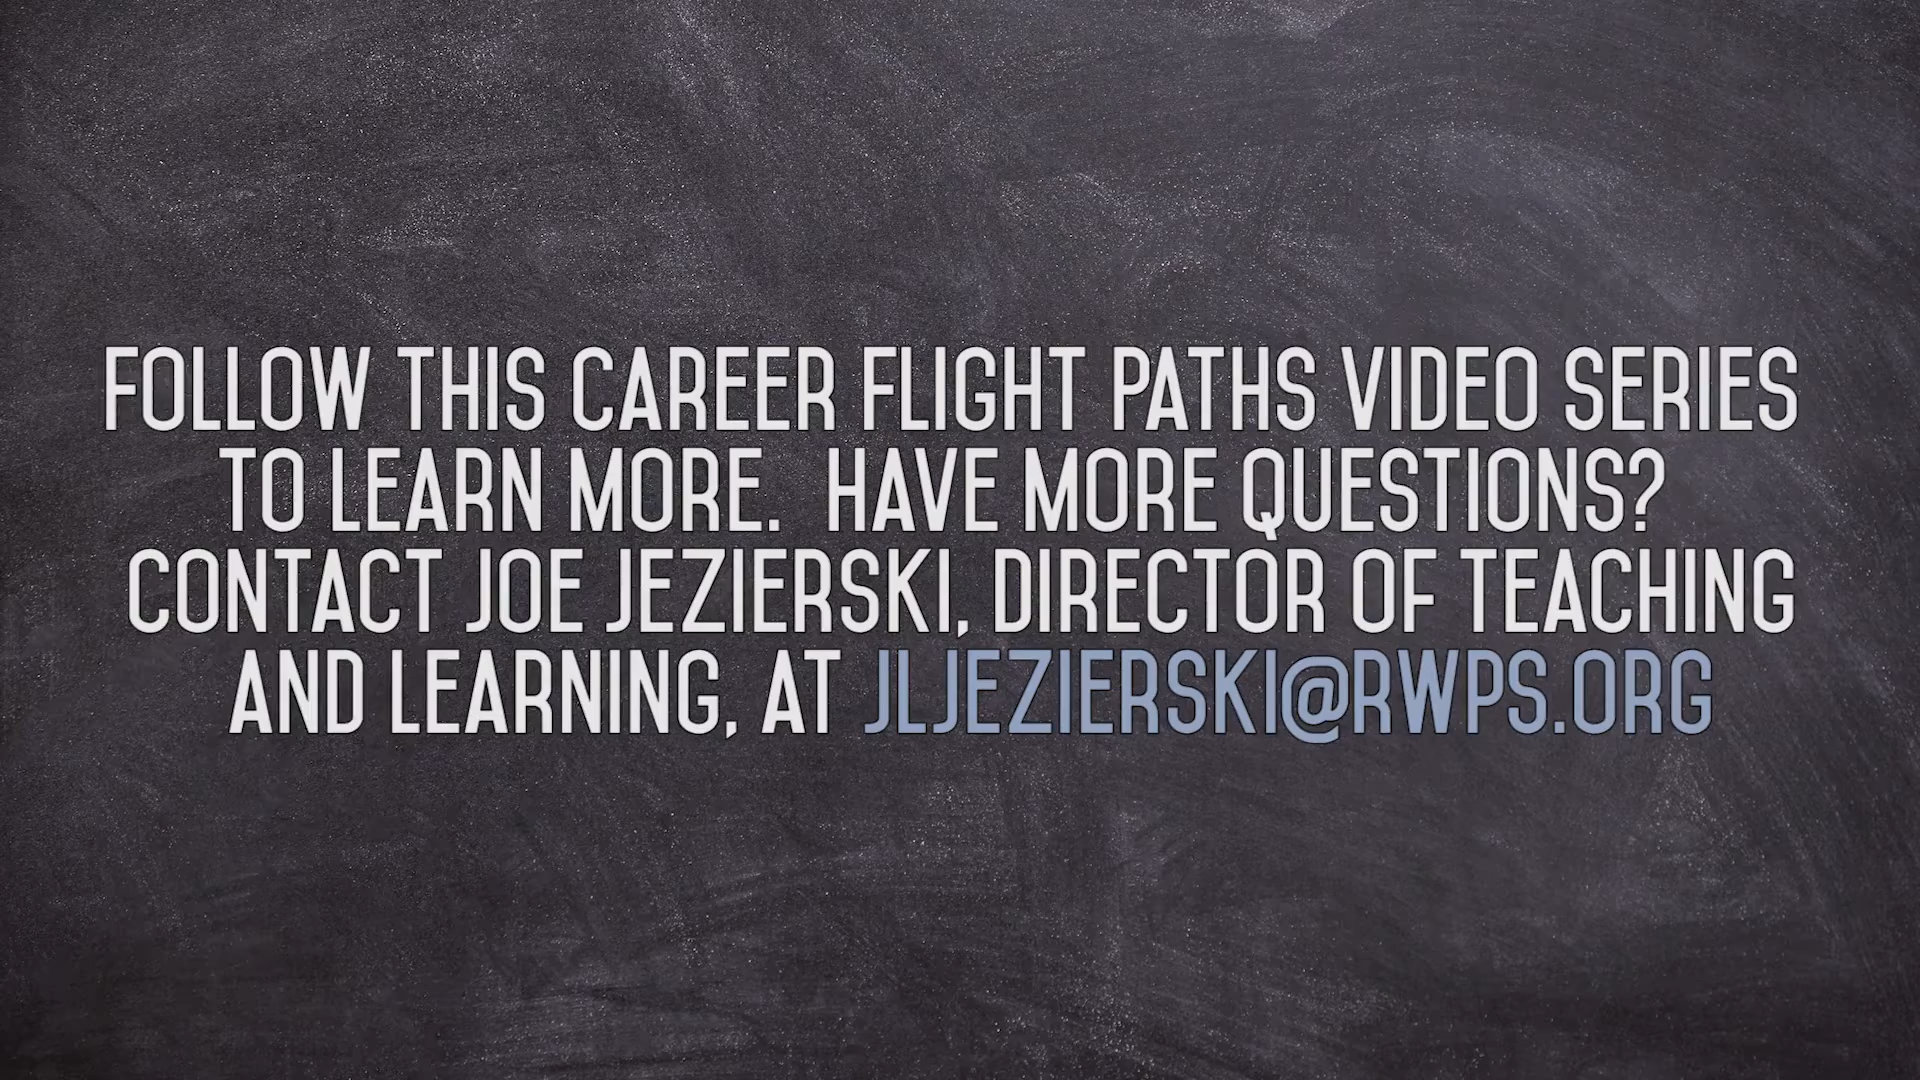 FOLLOW THIS CAREER FLIGHT PATHS VIDEO SERIES
TO LEARN MORE. HAVE MORE QUESTIONS?
CONTACT JOE JEZIERSKI, DIRECTOR OF TEACHING
AND LEARNING, AT JLJEZIERSKI@RWPS.ORG